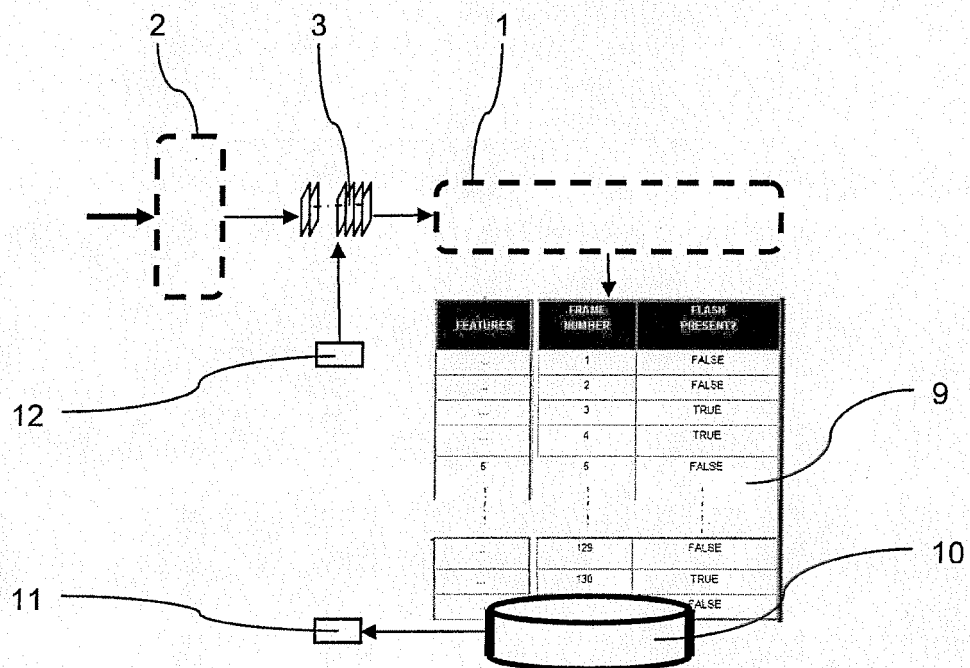 2 3 1
FEATURES FRAME NUMBER FLASH PRESENT?
... 1 FALSE
... 2 FALSE
... 3 TRUE
... 4 TRUE
5 5 FALSE
... 129 FALSE
... 130 TRUE
FALSE
12
9
10
11